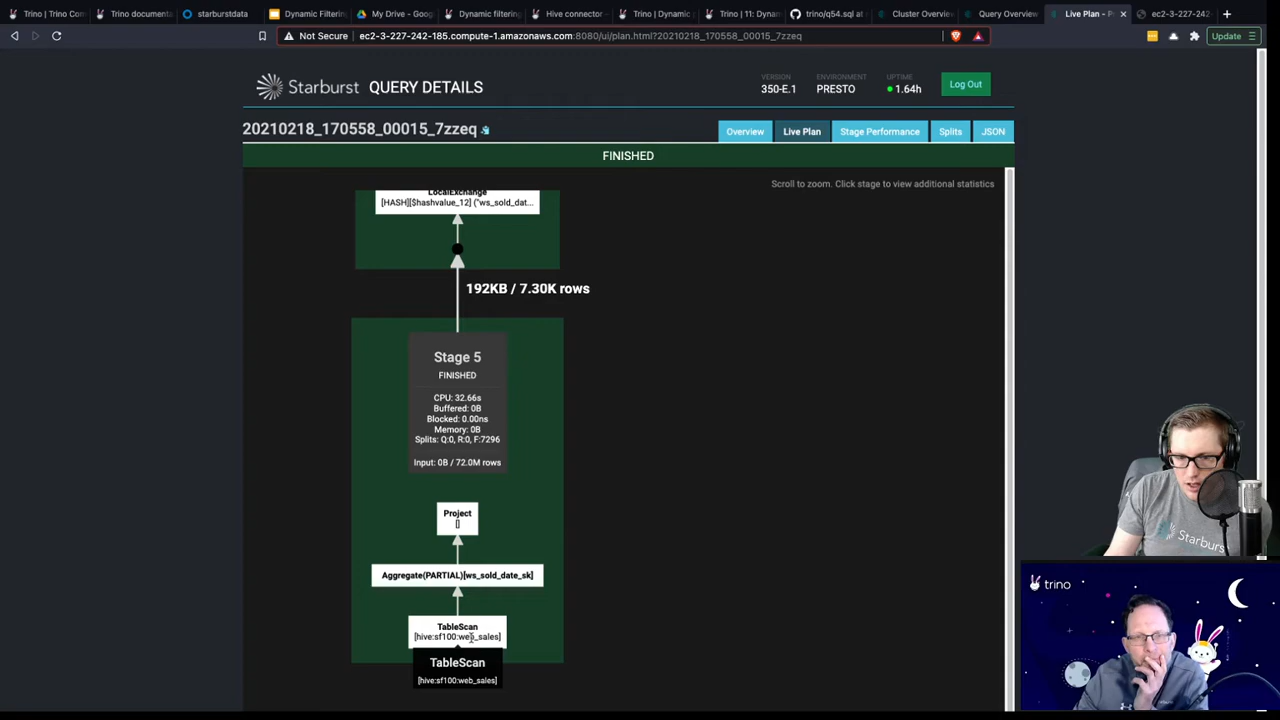 Trino | Trino Com
Trino documenta
starburstdata
Dynamic Filtering
My Drive - Goog
Dynamic filtering
Hive connector –
Trino | Dynamic
Trino | 11: Dynam
trino/q54.sql at
Cluster Overview
Query Overview
Live Plan - P
ec2-3-227-242-
Not Secure
ec2-3-227-242-185.compute-1.amazonaws.com:8080/ui/plan.html?20210218_170558_00015_7zzeq
Update
Starburst QUERY DETAILS
VERSION
350-E.1
ENVIRONMENT
PRESTO
UPTIME
1.64h
Log Out
20210218_170558_00015_7zzeq
Overview
Live Plan
Stage Performance
Splits
JSON
FINISHED
Scroll to zoom. Click stage to view additional statistics
LocalExchange
[HASH][$hashvalue_12] ("ws_sold_dat...
192KB / 7.30K rows
Stage 5
FINISHED
CPU: 32.66s
Buffered: 0B
Blocked: 0.00ns
Memory: 0B
Splits: Q:0, R:0, F:7296
Input: 0B / 72.0M rows
Project
[]
Aggregate(PARTIAL)[ws_sold_date_sk]
TableScan
[hive:sf100:web_sales]
TableScan
[hive:sf100:web_sales]
Starburst
trino